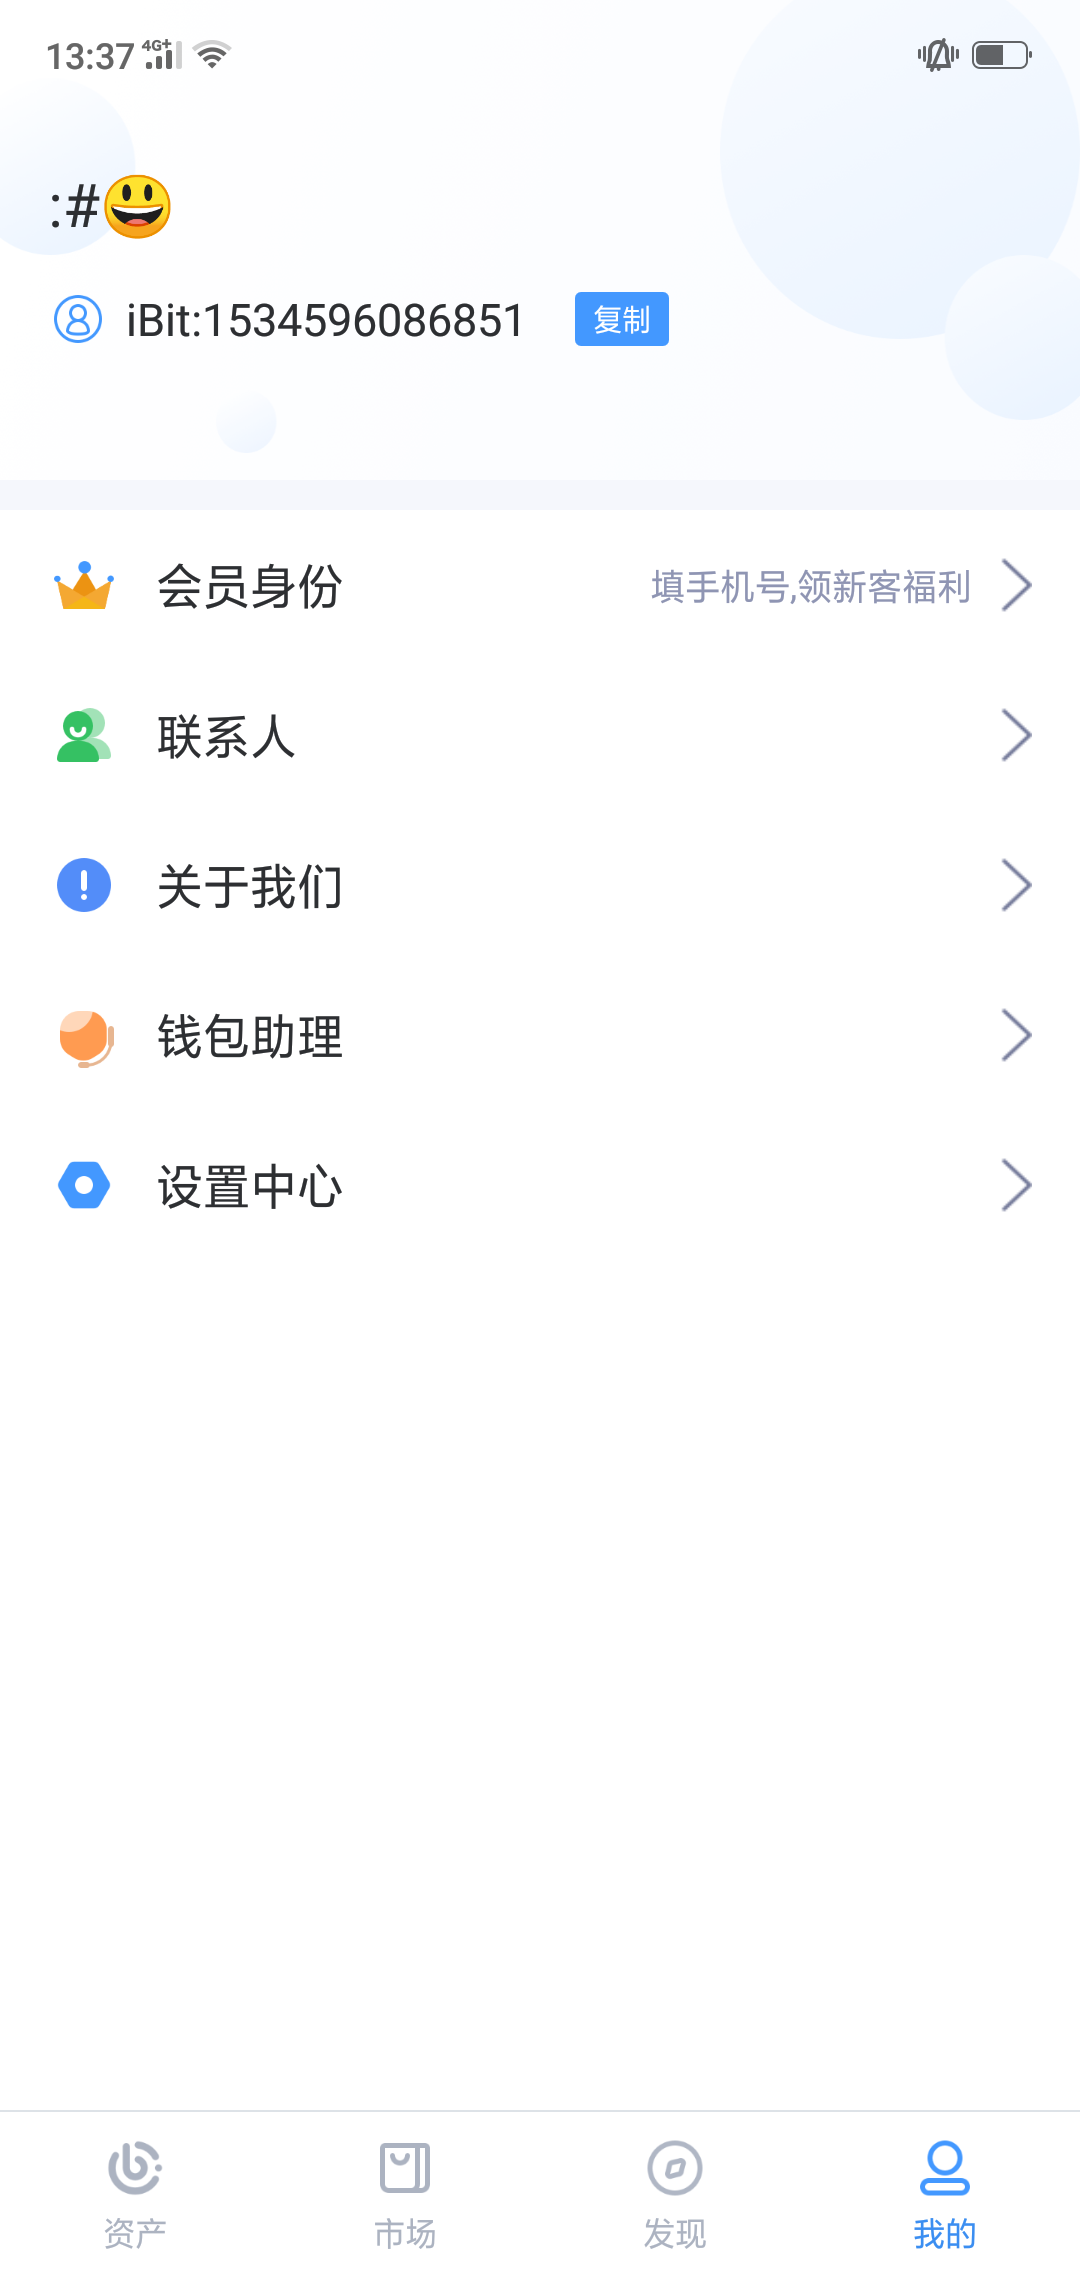 13:37 4G+
:#😃
iBit:1534596086851 复制
会员身份 填手机号,领新客福利
联系人
关于我们
钱包助理
设置中心
资产 市场 发现 我的